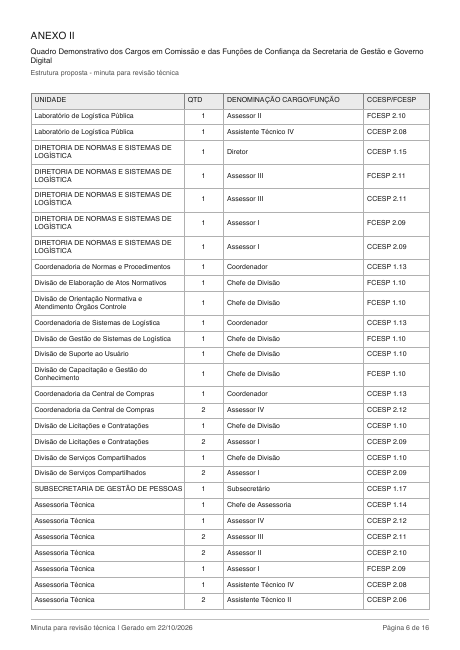 ANEXO II
Quadro Demonstrativo dos Cargos em Comissão e das Funções de Confiança da Secretaria de Gestão e Governo
Digital
Estrutura proposta - minuta para revisão técnica
UNIDADE QTD DENOMINAÇÃO CARGO/FUNÇÃO CCESP/FCESP
Laboratório de Logística Pública 1 Assessor II FCESP 2.10
Laboratório de Logística Pública 1 Assistente Técnico IV CCESP 2.08
DIRETORIA DE NORMAS E SISTEMAS DE
LOGÍSTICA 1 Diretor CCESP 1.15
DIRETORIA DE NORMAS E SISTEMAS DE
LOGÍSTICA 1 Assessor III FCESP 2.11
DIRETORIA DE NORMAS E SISTEMAS DE
LOGÍSTICA 1 Assessor III CCESP 2.11
DIRETORIA DE NORMAS E SISTEMAS DE
LOGÍSTICA 1 Assessor I FCESP 2.09
DIRETORIA DE NORMAS E SISTEMAS DE
LOGÍSTICA 1 Assessor I CCESP 2.09
Coordenadoria de Normas e Procedimentos 1 Coordenador CCESP 1.13
Divisão de Elaboração de Atos Normativos 1 Chefe de Divisão FCESP 1.10
Divisão de Orientação Normativa e
Atendimento Órgãos Controle 1 Chefe de Divisão FCESP 1.10
Coordenadoria de Sistemas de Logística 1 Coordenador CCESP 1.13
Divisão de Gestão de Sistemas de Logística 1 Chefe de Divisão FCESP 1.10
Divisão de Suporte ao Usuário 1 Chefe de Divisão CCESP 1.10
Divisão de Capacitação e Gestão do
Conhecimento 1 Chefe de Divisão FCESP 1.10
Coordenadoria da Central de Compras 1 Coordenador CCESP 1.13
Coordenadoria da Central de Compras 2 Assessor IV CCESP 2.12
Divisão de Licitações e Contratações 1 Chefe de Divisão CCESP 1.10
Divisão de Licitações e Contratações 2 Assessor I CCESP 2.09
Divisão de Serviços Compartilhados 1 Chefe de Divisão CCESP 1.10
Divisão de Serviços Compartilhados 2 Assessor I CCESP 2.09
SUBSECRETARIA DE GESTÃO DE PESSOAS 1 Subsecretário CCESP 1.17
Assessoria Técnica 1 Chefe de Assessoria CCESP 1.14
Assessoria Técnica 1 Assessor IV CCESP 2.12
Assessoria Técnica 2 Assessor III CCESP 2.11
Assessoria Técnica 2 Assessor II CCESP 2.10
Assessoria Técnica 1 Assessor I FCESP 2.09
Assessoria Técnica 1 Assistente Técnico IV CCESP 2.08
Assessoria Técnica 2 Assistente Técnico II CCESP 2.06
Minuta para revisão técnica | Gerado em 22/10/2026 Página 6 de 16